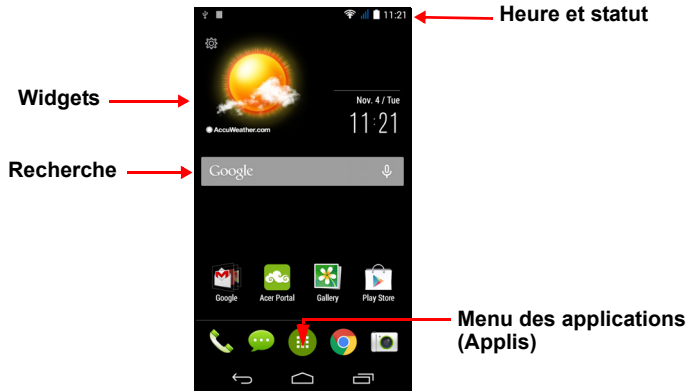 11:21
Heure et statut
Widgets
Nov. 4 / Tue
11:21
AccuWeather.com
Recherche
Google
Google
Acer Portal
Gallery
Play Store
Menu des applications
(Applis)